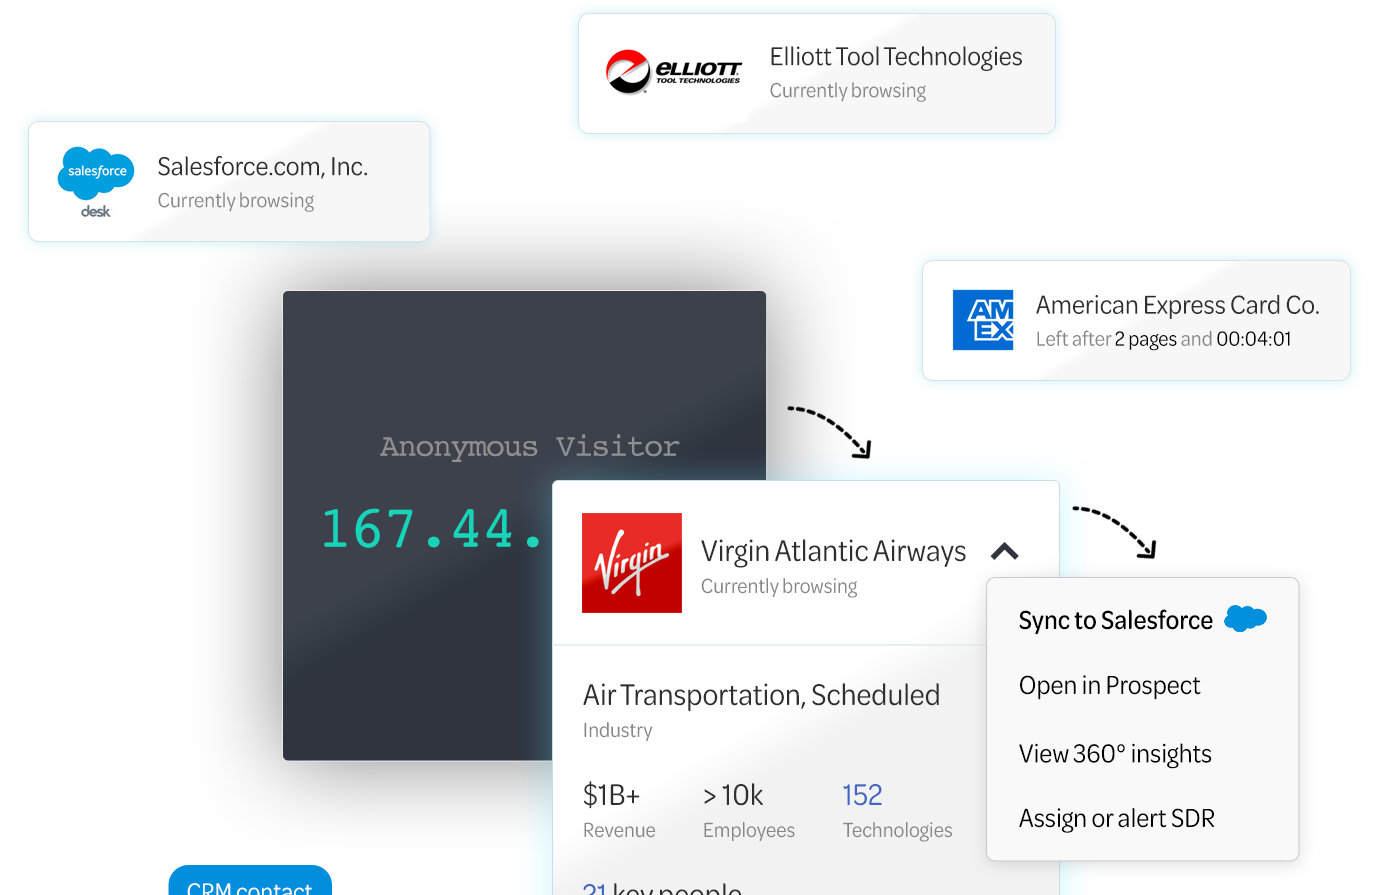 ELLIOTT
TOOL TECHNOLOGIES
Elliott Tool Technologies
Currently browsing
salesforce
desk
Salesforce.com, Inc.
Currently browsing
AM
EX
American Express Card Co.
Left after 2 pages and 00:04:01
Anonymous Visitor
167.44.
Virgin
Virgin Atlantic Airways
Currently browsing
Sync to Salesforce
Open in Prospect
View 360° insights
Assign or alert SDR
Air Transportation, Scheduled
Industry
$1B+
Revenue
> 10k
Employees
152
Technologies
21 key people
CRM contact